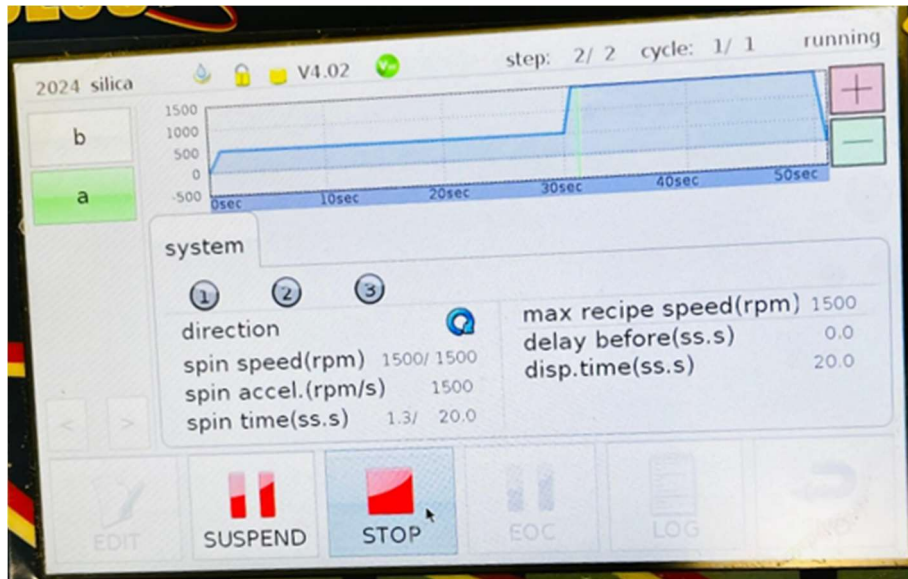 2024 silica V4.02 step: 2/ 2 cycle: 1/ 1 running
b
a
1500
1000
500
0
-500
0sec 10sec 20sec 30sec 40sec 50sec
+
−
system
1 2 3
direction
spin speed(rpm) 1500/ 1500
spin accel.(rpm/s) 1500
spin time(ss.s) 1.3/ 20.0
max recipe speed(rpm) 1500
delay before(ss.s) 0.0
disp.time(ss.s) 20.0
< >
EDIT SUSPEND STOP EOC LOG